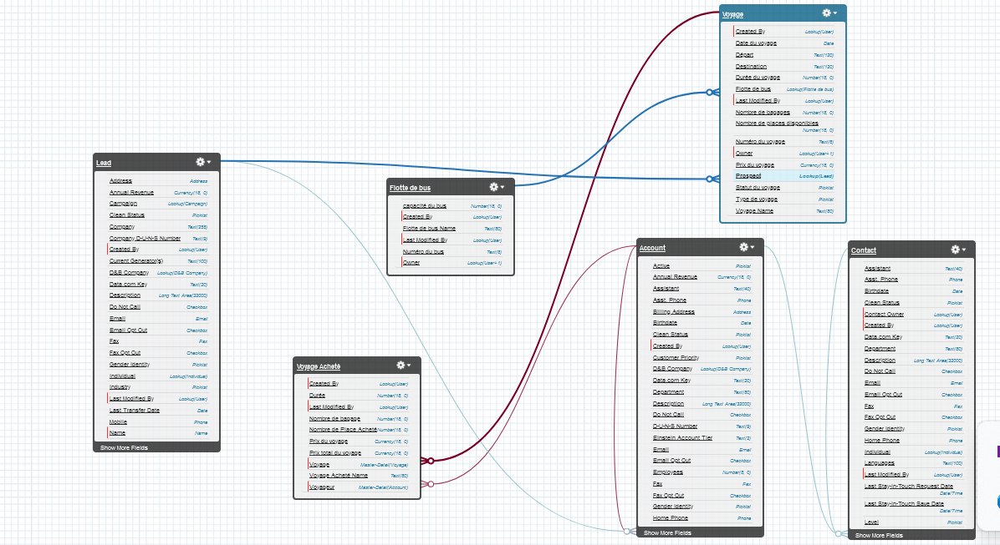 Voyage
Created By Lookup(User)
Date du voyage Date
Départ Text(120)
Destination Text(120)
Durée du voyage Number(18, 0)
Flotte de bus Lookup(Flotte de bus)
Last Modified By Lookup(User)
Nombre de bagages Number(18, 0)
Nombre de places disponibles
Number(18, 0)
Numéro du voyage Text(8)
Owner Lookup(User+1)
Prix du voyage Currency(18, 0)
Prospect Lookup(Lead)
Statut du voyage Picklist
Type de voyage Picklist
Voyage Name Text(80)
Lead
Address Address
Annual Revenue Currency(18, 0)
Campaign Lookup(Campaign)
Clean Status Picklist
Company Text(255)
Company D-U-N-S Number Text(9)
Created By Lookup(User)
Current Generator(s) Text(100)
D&B Company Lookup(D&B Company)
Data.com Key Text(20)
Description Long Text Area(32000)
Do Not Call Checkbox
Email Email
Email Opt Out Checkbox
Fax Fax
Fax Opt Out Checkbox
Gender Identity Picklist
Individual Lookup(Individual)
Industry Picklist
Last Modified By Lookup(User)
Last Transfer Date Date
Mobile Phone
Name Name
Show More Fields
Flotte de bus
capacité du bus Number(18, 0)
Created By Lookup(User)
Flotte de bus Name Text(80)
Last Modified By Lookup(User)
Numéro du bus Text(8)
Owner Lookup(User+1)
Voyage Acheté
Created By Lookup(User)
Durée Number(18, 0)
Last Modified By Lookup(User)
Nombre de bagage Number(18, 0)
Nombre de Place Acheté Number(18, 0)
Prix du voyage Currency(18, 0)
Prix total du voyage Currency(18, 0)
Voyage Master-Detail(Voyage)
Voyage Acheté Name Text(80)
Voyageur Master-Detail(Account)
Account
Active Picklist
Annual Revenue Currency(18, 0)
Assistant Text(40)
Asst. Phone Phone
Billing Address Address
Birthdate Date
Clean Status Picklist
Created By Lookup(User)
Customer Priority Picklist
D&B Company Lookup(D&B Company)
Data.com Key Text(20)
Department Text(80)
Description Long Text Area(32000)
Do Not Call Checkbox
D-U-N-S Number Text(9)
Einstein Account Tier Text(2)
Email Email
Email Opt Out Checkbox
Employees Number(8, 0)
Fax Fax
Fax Opt Out Checkbox
Gender Identity Picklist
Home Phone Phone
Show More Fields
Contact
Assistant Text(40)
Asst. Phone Phone
Birthdate Date
Clean Status Picklist
Contact Owner Lookup(User)
Created By Lookup(User)
Data.com Key Text(20)
Department Text(80)
Description Long Text Area(32000)
Do Not Call Checkbox
Email Email
Email Opt Out Checkbox
Fax Fax
Fax Opt Out Checkbox
Gender Identity Picklist
Home Phone Phone
Individual Lookup(Individual)
Languages Text(100)
Last Modified By Lookup(User)
Last Stay-in-Touch Request Date
Date/Time
Last Stay-in-Touch Save Date
Date/Time
Level Picklist
Show More Fields